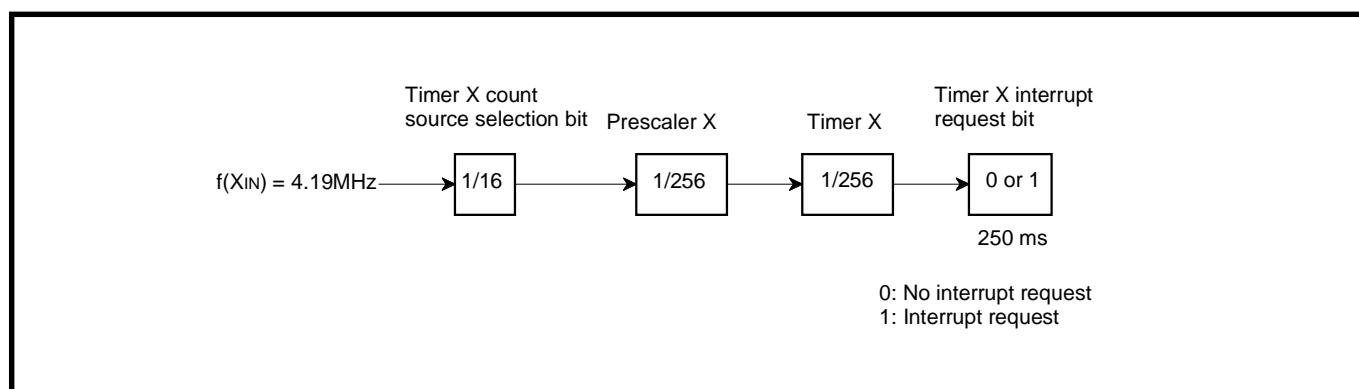 Timer X count
source selection bit
Prescaler X
Timer X
Timer X interrupt
request bit
f(XIN) = 4.19MHz
1/16
1/256
1/256
0 or 1
250 ms
0: No interrupt request
1: Interrupt request